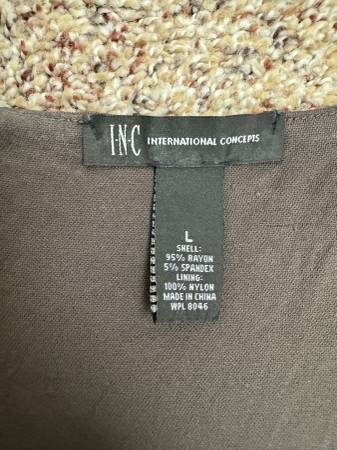 I·N·C INTERNATIONAL CONCEPTS
L
SHELL:
95% RAYON
5% SPANDEX
LINING:
100% NYLON
MADE IN CHINA
WPL 8046